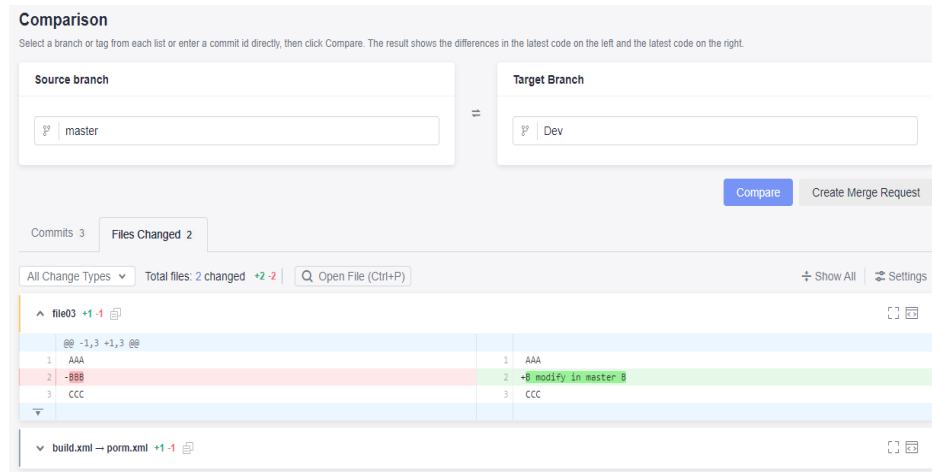 Comparison
Select a branch or tag from each list or enter a commit id directly, then click Compare. The result shows the differences in the latest code on the left and the latest code on the right.
Source branch
Target Branch
master
Dev
Compare
Create Merge Request
Commits 3
Files Changed 2
All Change Types
Total files: 2 changed +2 -2
Open File (Ctrl+P)
Show All
Settings
file03 +1 -1
@@ -1,3 +1,3 @@
1 AAA
1 AAA
2 -BBB
2 +B modify in master B
3 CCC
3 CCC
build.xml → porm.xml +1 -1